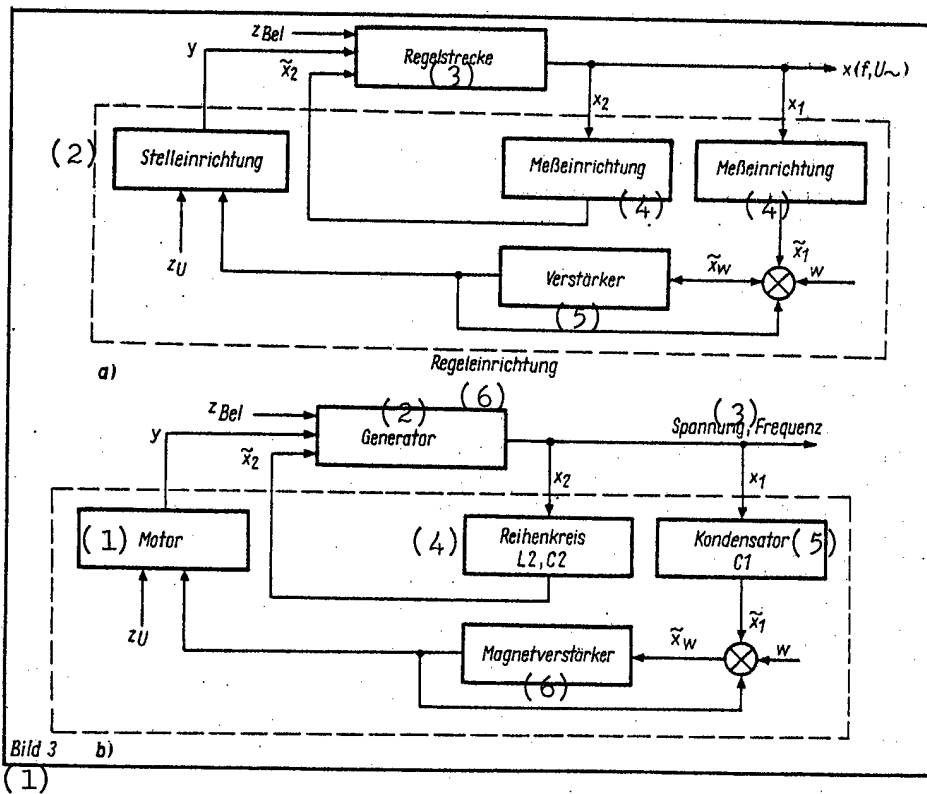 z Bel
y
Regelstrecke
x̃2
(3)
x(f,U~)
x2
x1
(2)
Stelleinrichtung
Meßeinrichtung
(4)
Meßeinrichtung
(4)
zU
x̃1
x̃w
w
Verstärker
(5)
a)
Regeleinrichtung
(6)
z Bel
(2)
(3)
y
Generator
Spannung, Frequenz
x̃2
x2
x1
(1) Motor
(4)
Reihenkreis
L2, C2
Kondensator (5)
C1
zU
x̃1
x̃w
w
Magnetverstärker
(6)
Bild 3 b)
(1)